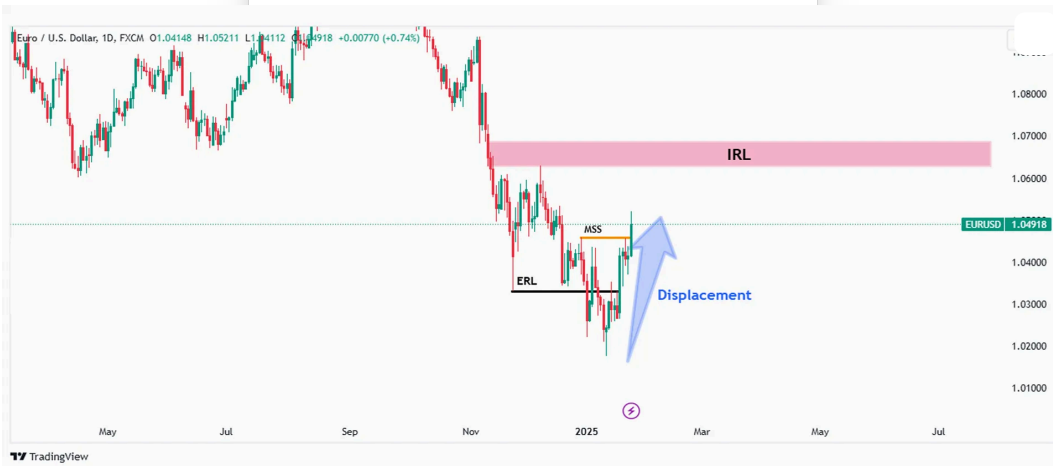 Euro / U.S. Dollar, 1D, FXCM O1.04148 H1.05211 L1.04112 C1.04918 +0.00770 (+0.74%)
1.08000
1.07000
IRL
1.06000
MSS
EURUSD 1.04918
1.04000
ERL
Displacement
1.03000
1.02000
1.01000
May Jul Sep Nov 2025 Mar May Jul
TradingView